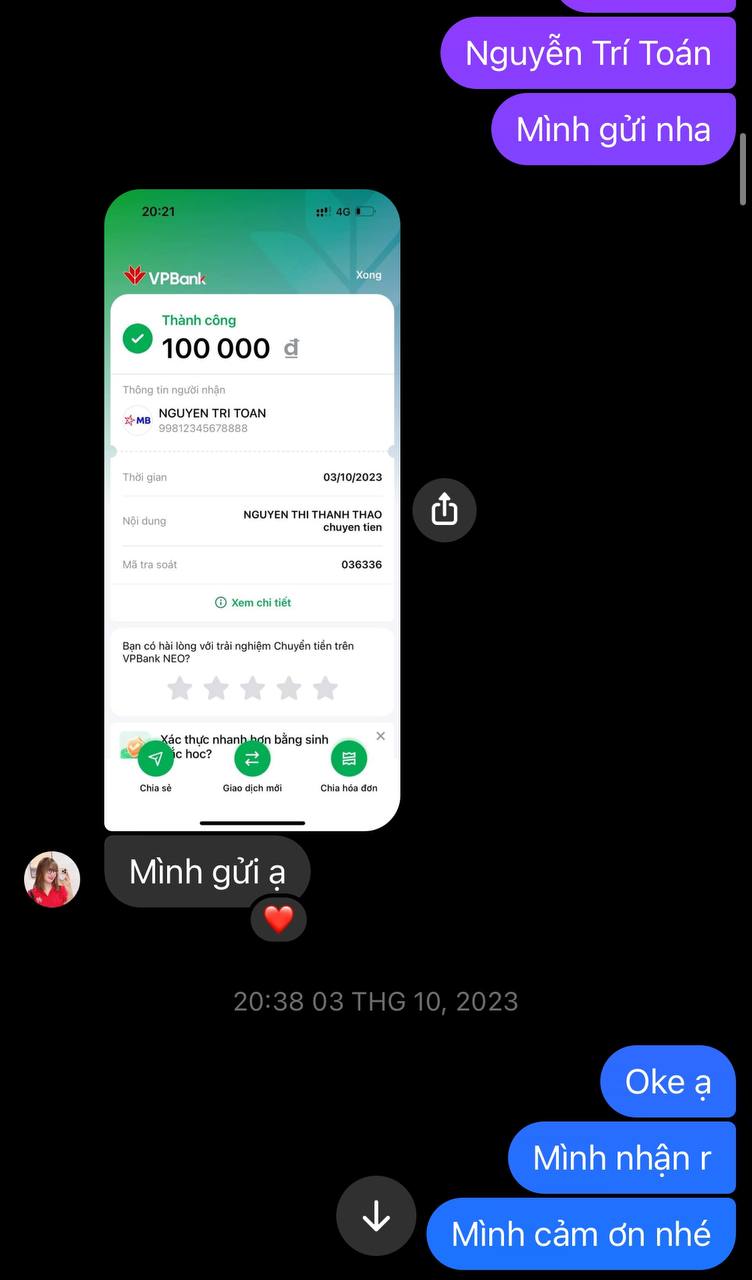 Nguyễn Trí Toán
Mình gửi nha
20:21
4G
VPBank
Xong
Thành công
100 000 đ
Thông tin người nhận
MB
NGUYEN TRI TOAN
99812345678888
Thời gian
03/10/2023
Nội dung
NGUYEN THI THANH THAO
chuyen tien
Mã tra soát
036336
Xem chi tiết
Bạn có hài lòng với trải nghiệm Chuyển tiền trên
VPBank NEO?
Xác thực nhanh hơn bằng sinh
học?
Chia sẻ
Giao dịch mới
Chia hóa đơn
Mình gửi ạ
20:38 03 THG 10, 2023
Oke ạ
Mình nhận r
Mình cảm ơn nhé